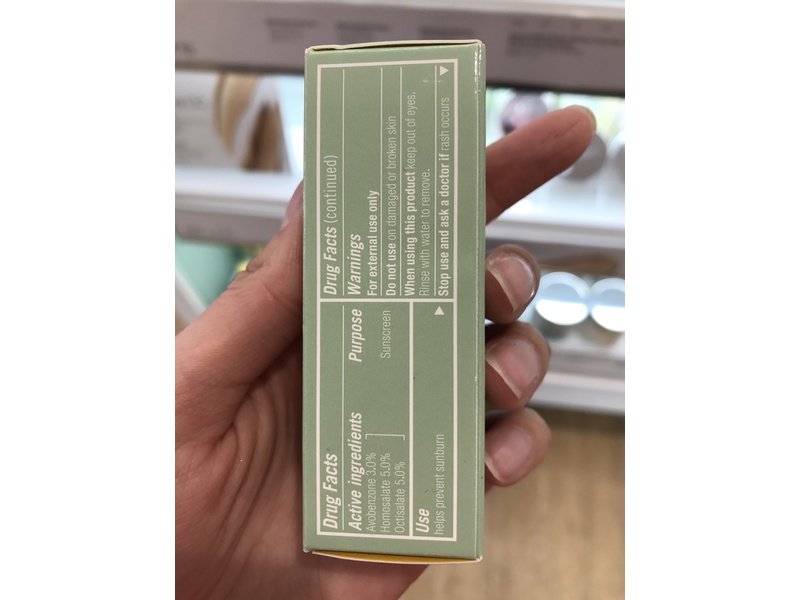 Drug Facts
Active ingredients Purpose
Avobenzone 3.0%
Homosalate 5.0% Sunscreen
Octisalate 5.0%
Use
helps prevent sunburn
Drug Facts (continued)
Warnings
For external use only
Do not use on damaged or broken skin
When using this product keep out of eyes.
Rinse with water to remove.
Stop use and ask a doctor if rash occurs